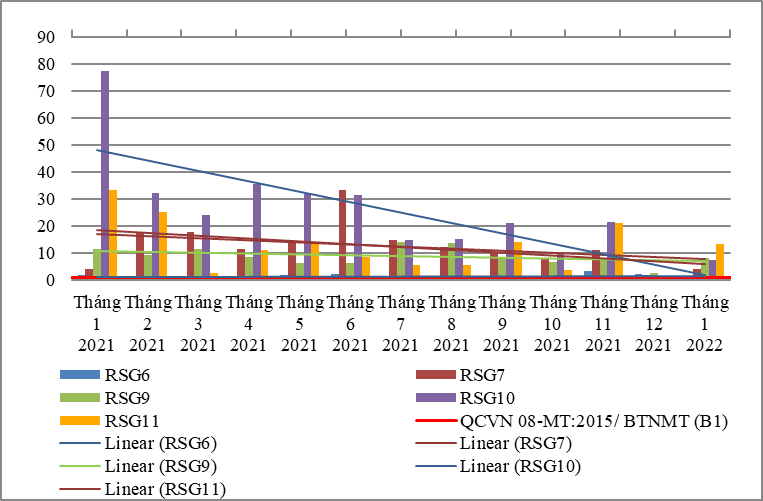 90
80
70
60
50
40
30
20
10
0
Tháng Tháng Tháng Tháng Tháng Tháng Tháng Tháng Tháng Tháng Tháng Tháng Tháng
1 2 3 4 5 6 7 8 9 10 11 12 1
2021 2021 2021 2021 2021 2021 2021 2021 2021 2021 2021 2021 2022
RSG6 RSG7
RSG9 RSG10
RSG11 QCVN 08-MT:2015/ BTNMT (B1)
Linear (RSG6) Linear (RSG7)
Linear (RSG9) Linear (RSG10)
Linear (RSG11)